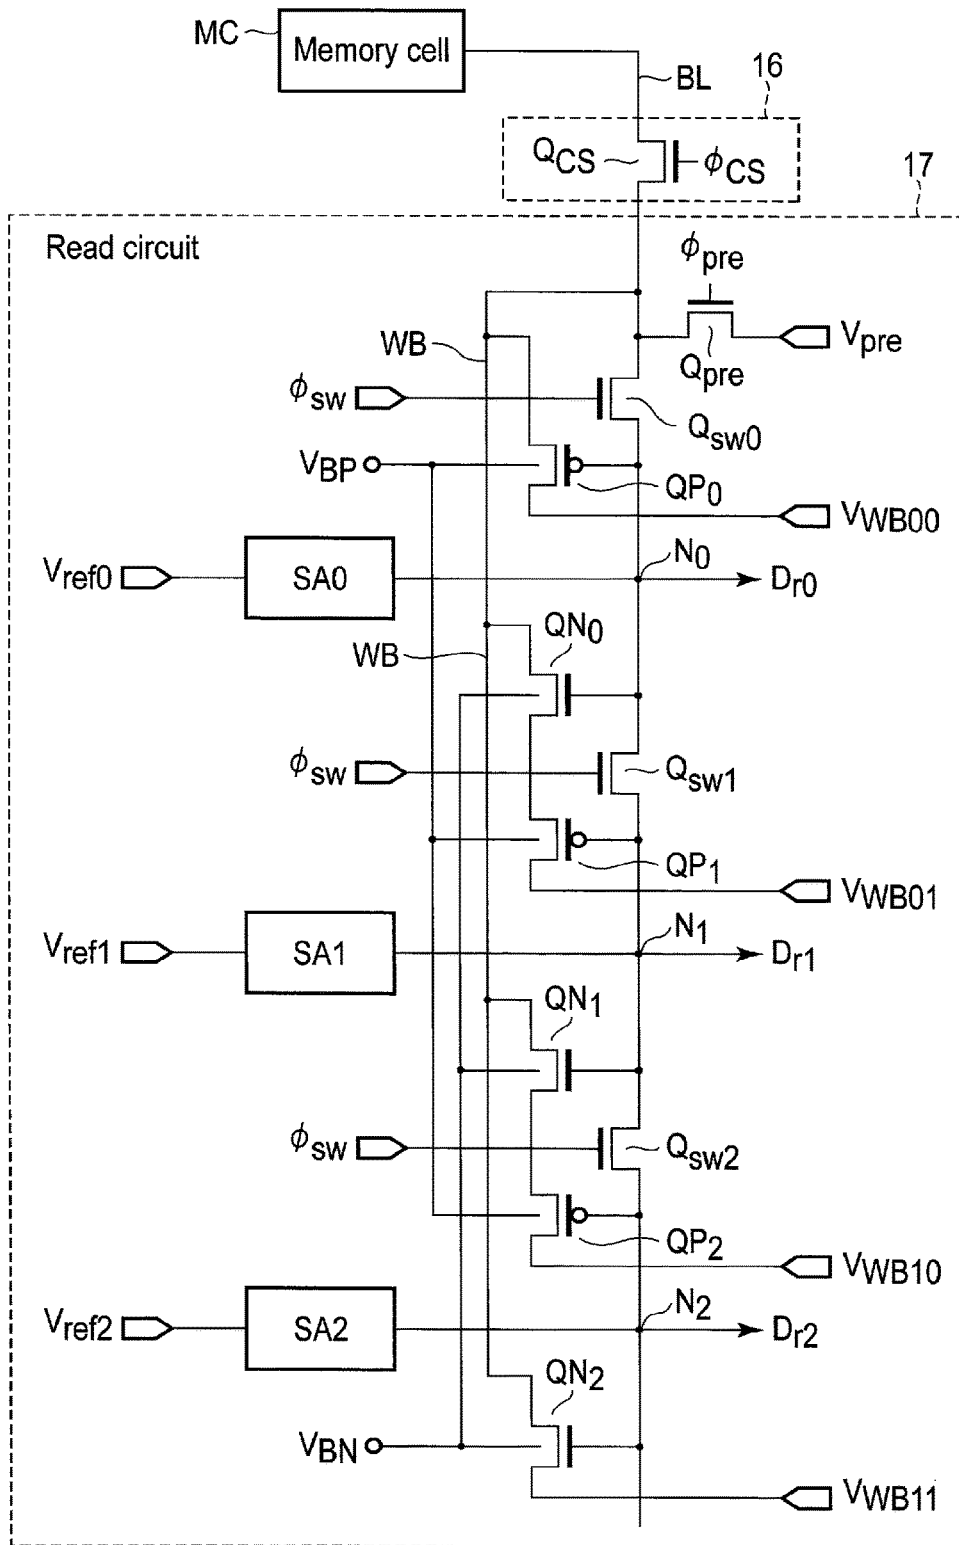 MC
Memory cell
BL
16
QCS
ϕCS
17
Read circuit
ϕpre
WB
Vpre
Qpre
ϕsw
Qsw0
VBP
QP0
VWB00
Vref0
SA0
N0
Dr0
QN0
WB
ϕsw
Qsw1
QP1
VWB01
Vref1
SA1
N1
Dr1
QN1
ϕsw
Qsw2
QP2
VWB10
Vref2
SA2
N2
Dr2
QN2
VBN
VWB11